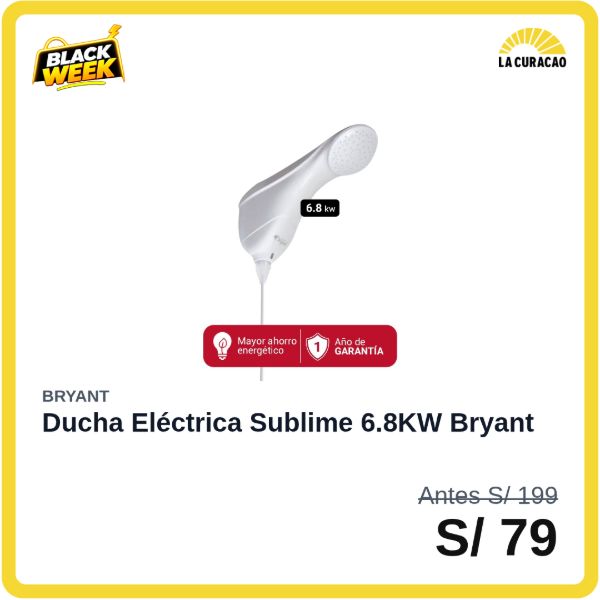 BLACK
WEEK
LA CURACAO
6.8 kw
Mayor ahorro
energético
1
Año de
GARANTÍA
BRYANT
Ducha Eléctrica Sublime 6.8KW Bryant
Antes S/ 199
S/ 79